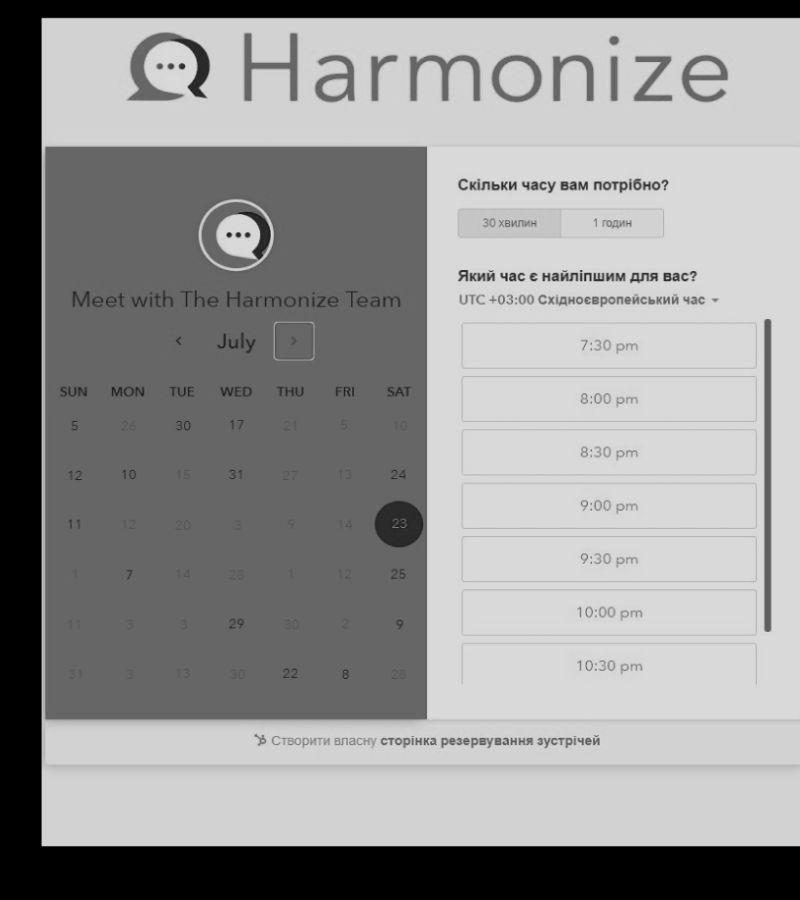 Harmonize
Meet with The Harmonize Team
July
SUN MON TUE WED THU FRI SAT
5 26 30 17 21 5 10
12 10 15 31 27 13 24
11 12 20 3 9 14 23
1 7 14 28 1 12 25
11 3 3 29 30 2 9
31 3 13 30 22 8 28
Скільки часу вам потрібно?
30 хвилин 1 годин
Який час є найліпшим для вас?
UTC +03:00 Східноєвропейський час
7:30 pm
8:00 pm
8:30 pm
9:00 pm
9:30 pm
10:00 pm
10:30 pm
Створити власну сторінка резервування зустрічей